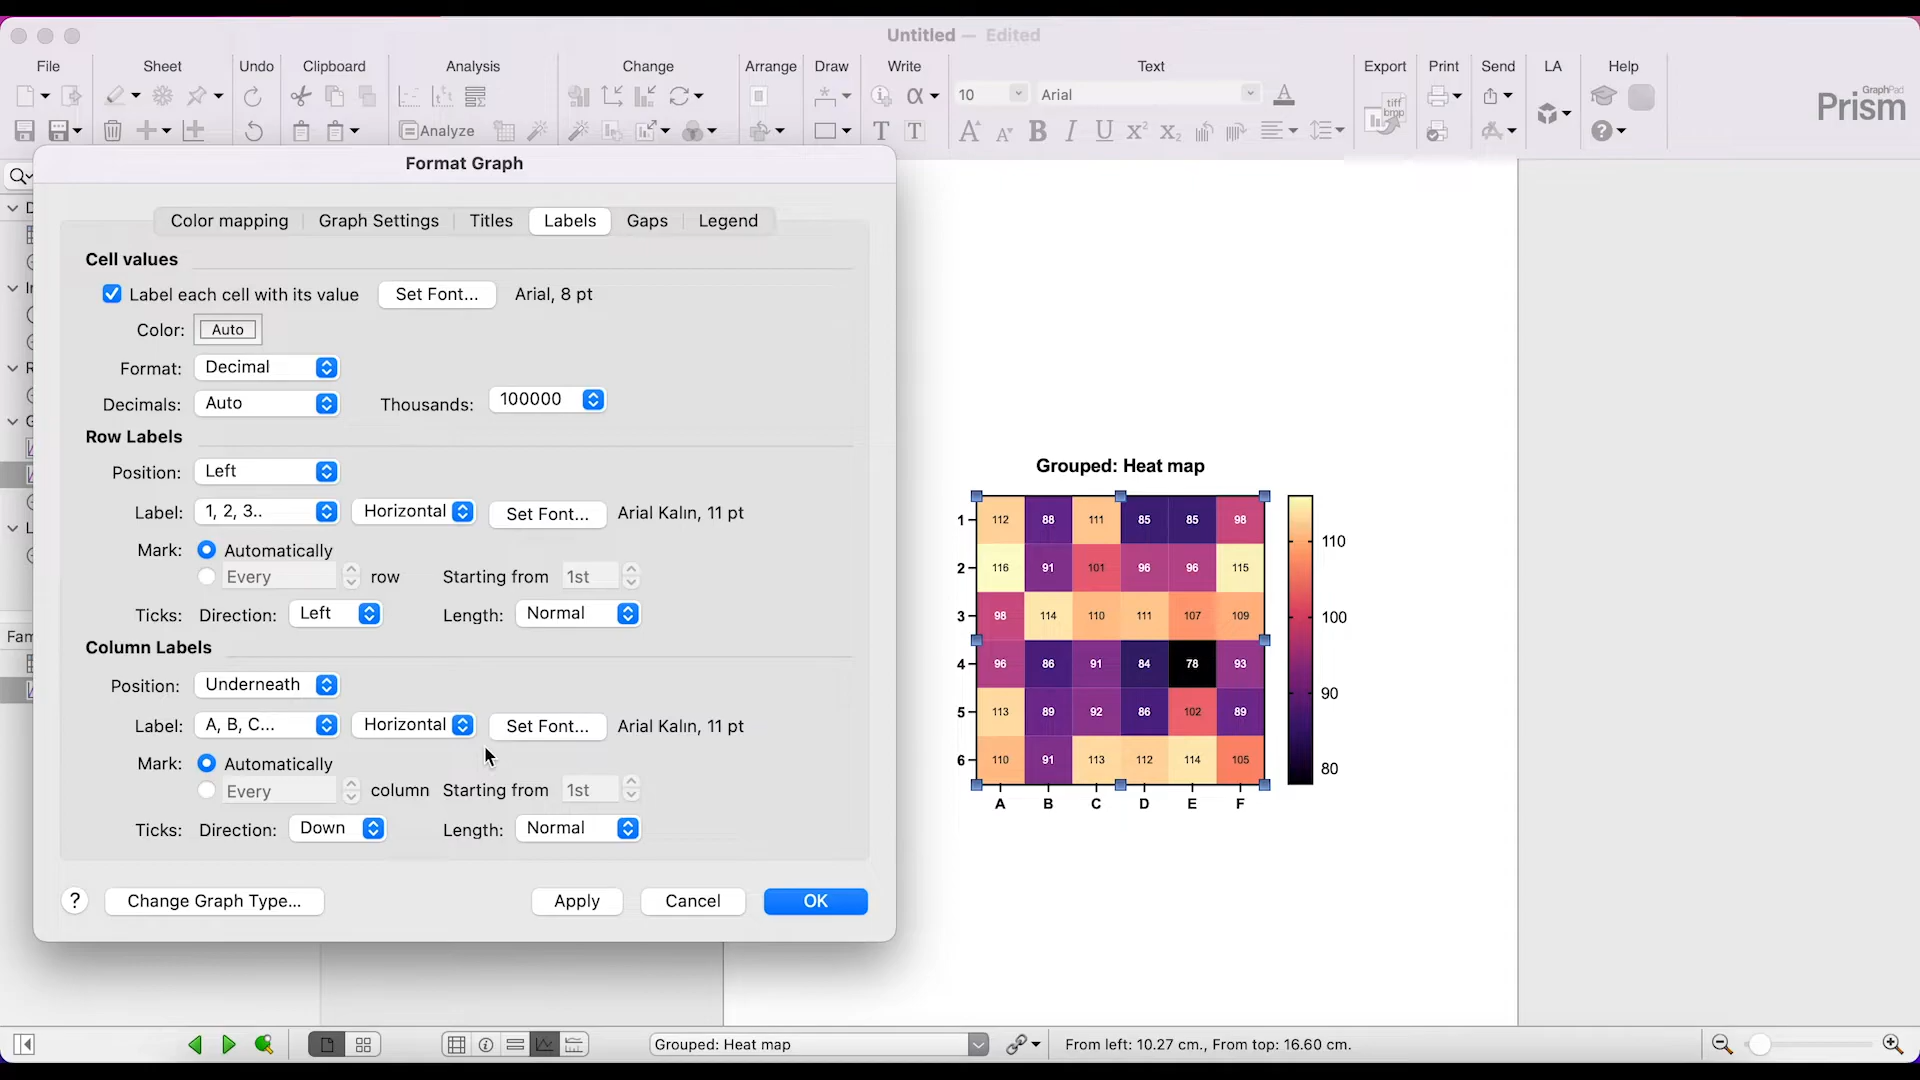 Untitled — Edited
File Sheet Undo Clipboard Analysis Change Arrange Draw Write Text Export Print Send LA Help
10 Arial
tiff
bmp
GraphPad
Prism
Analyze
Format Graph
Color mapping Graph Settings Titles Labels Gaps Legend
Cell values
Label each cell with its value Set Font... Arial, 8 pt
Color: Auto
Format: Decimal
Decimals: Auto Thousands: 100000
Row Labels
Position: Left
Label: 1, 2, 3.. Horizontal Set Font... Arial Kalın, 11 pt
Mark: Automatically
Every row Starting from 1st
Ticks: Direction: Left Length: Normal
Column Labels
Position: Underneath
Label: A, B, C... Horizontal Set Font... Arial Kalın, 11 pt
Mark: Automatically
Every column Starting from 1st
Ticks: Direction: Down Length: Normal
? Change Graph Type... Apply Cancel OK
Fam
Grouped: Heat map
1 112 88 111 85 85 98
2 116 91 101 96 96 115
3 98 114 110 111 107 109
4 96 86 91 84 78 93
5 113 89 92 86 102 89
6 110 91 113 112 114 105
A B C D E F
110
100
90
80
Grouped: Heat map From left: 10.27 cm., From top: 16.60 cm.